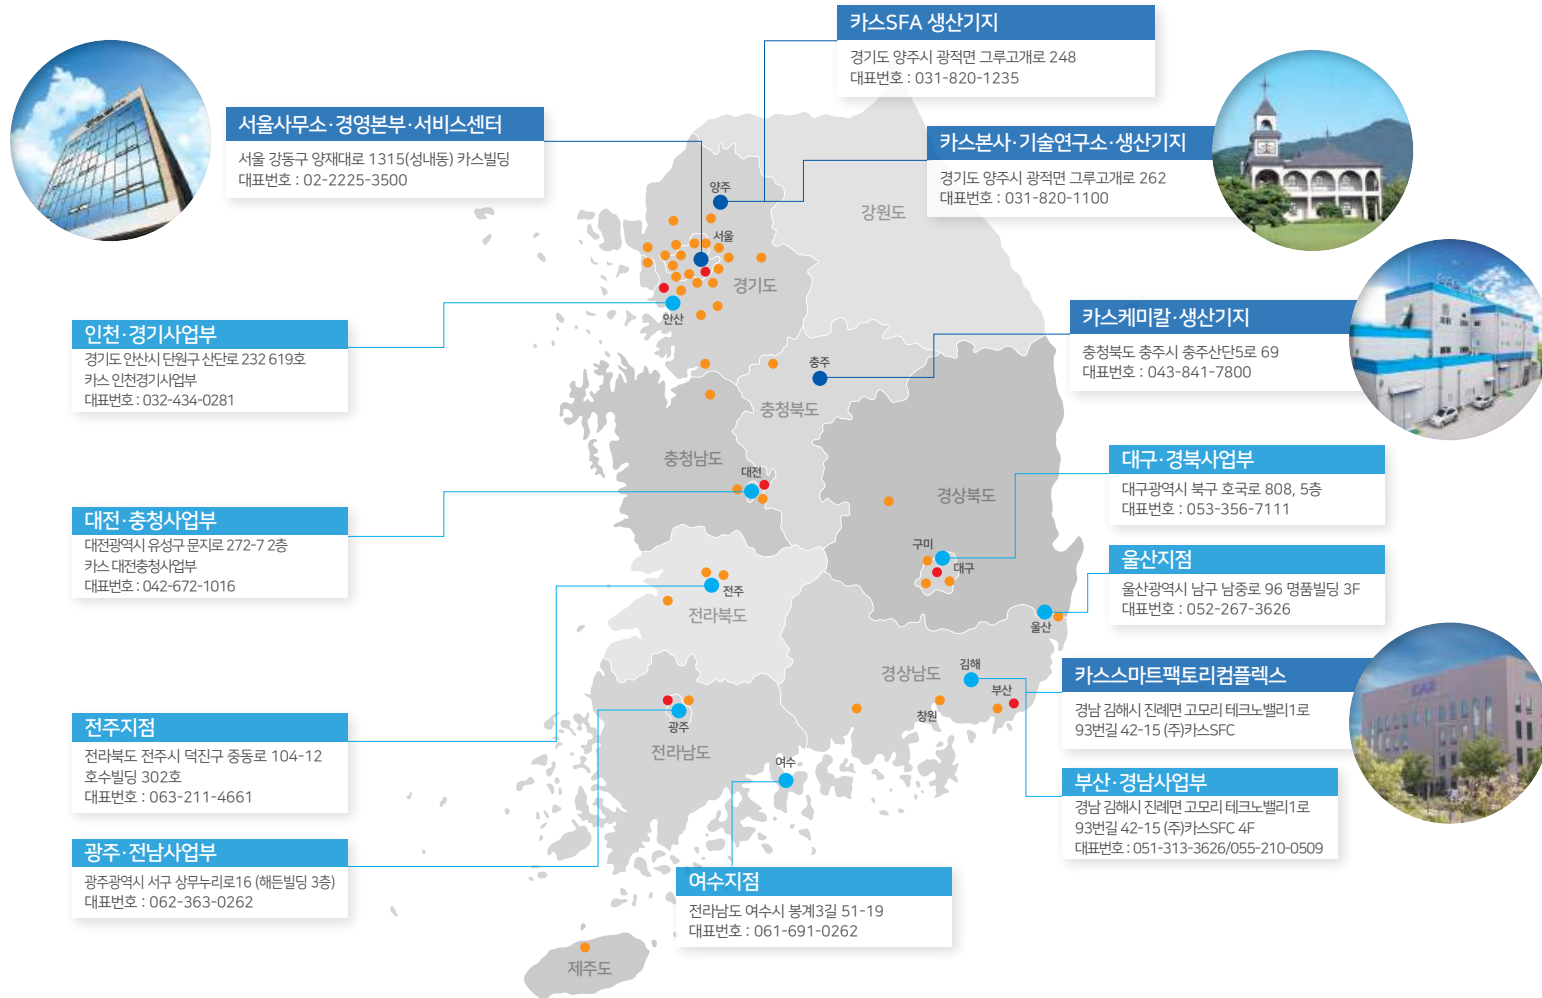 카스SFA 생산기지
경기도 양주시 광적면 그루고개로 248
대표번호 : 031-820-1235
서울사무소·경영본부·서비스센터
서울 강동구 양재대로 1315(성내동) 카스빌딩
대표번호 : 02-2225-3500
카스본사·기술연구소·생산기지
경기도 양주시 광적면 그루고개로 262
대표번호 : 031-820-1100
양주
강원도
서울
경기도
안산
인천·경기사업부
경기도 안산시 단원구 산단로 232 619호
카스 인천경기사업부
대표번호 : 032-434-0281
카스케미칼·생산기지
충청북도 충주시 충주산단5로 69
대표번호 : 043-841-7800
충주
충청북도
충청남도
대전
경상북도
대구·경북사업부
대구광역시 북구 호국로 808, 5층
대표번호 : 053-356-7111
대전·충청사업부
대전광역시 유성구 문지로 272-7 2층
카스 대전충청사업부
대표번호 : 042-672-1016
구미
대구
울산지점
울산광역시 남구 남중로 96 명품빌딩 3F
대표번호 : 052-267-3626
전주
전라북도
울산
경상남도
김해
부산
창원
카스스마트팩토리컴플렉스
경남 김해시 진례면 고모리 테크노밸리1로
93번길 42-15 (주)카스SFC
CAS
전주지점
전라북도 전주시 덕진구 중동로 104-12
호수빌딩 302호
대표번호 : 063-211-4661
광주
전라남도
여수
부산·경남사업부
경남 김해시 진례면 고모리 테크노밸리1로
93번길 42-15 (주)카스SFC 4F
대표번호 : 051-313-3626/055-210-0509
광주·전남사업부
광주광역시 서구 상무누리로16 (해든빌딩 3층)
대표번호 : 062-363-0262
여수지점
전라남도 여수시 봉계3길 51-19
대표번호 : 061-691-0262
제주도